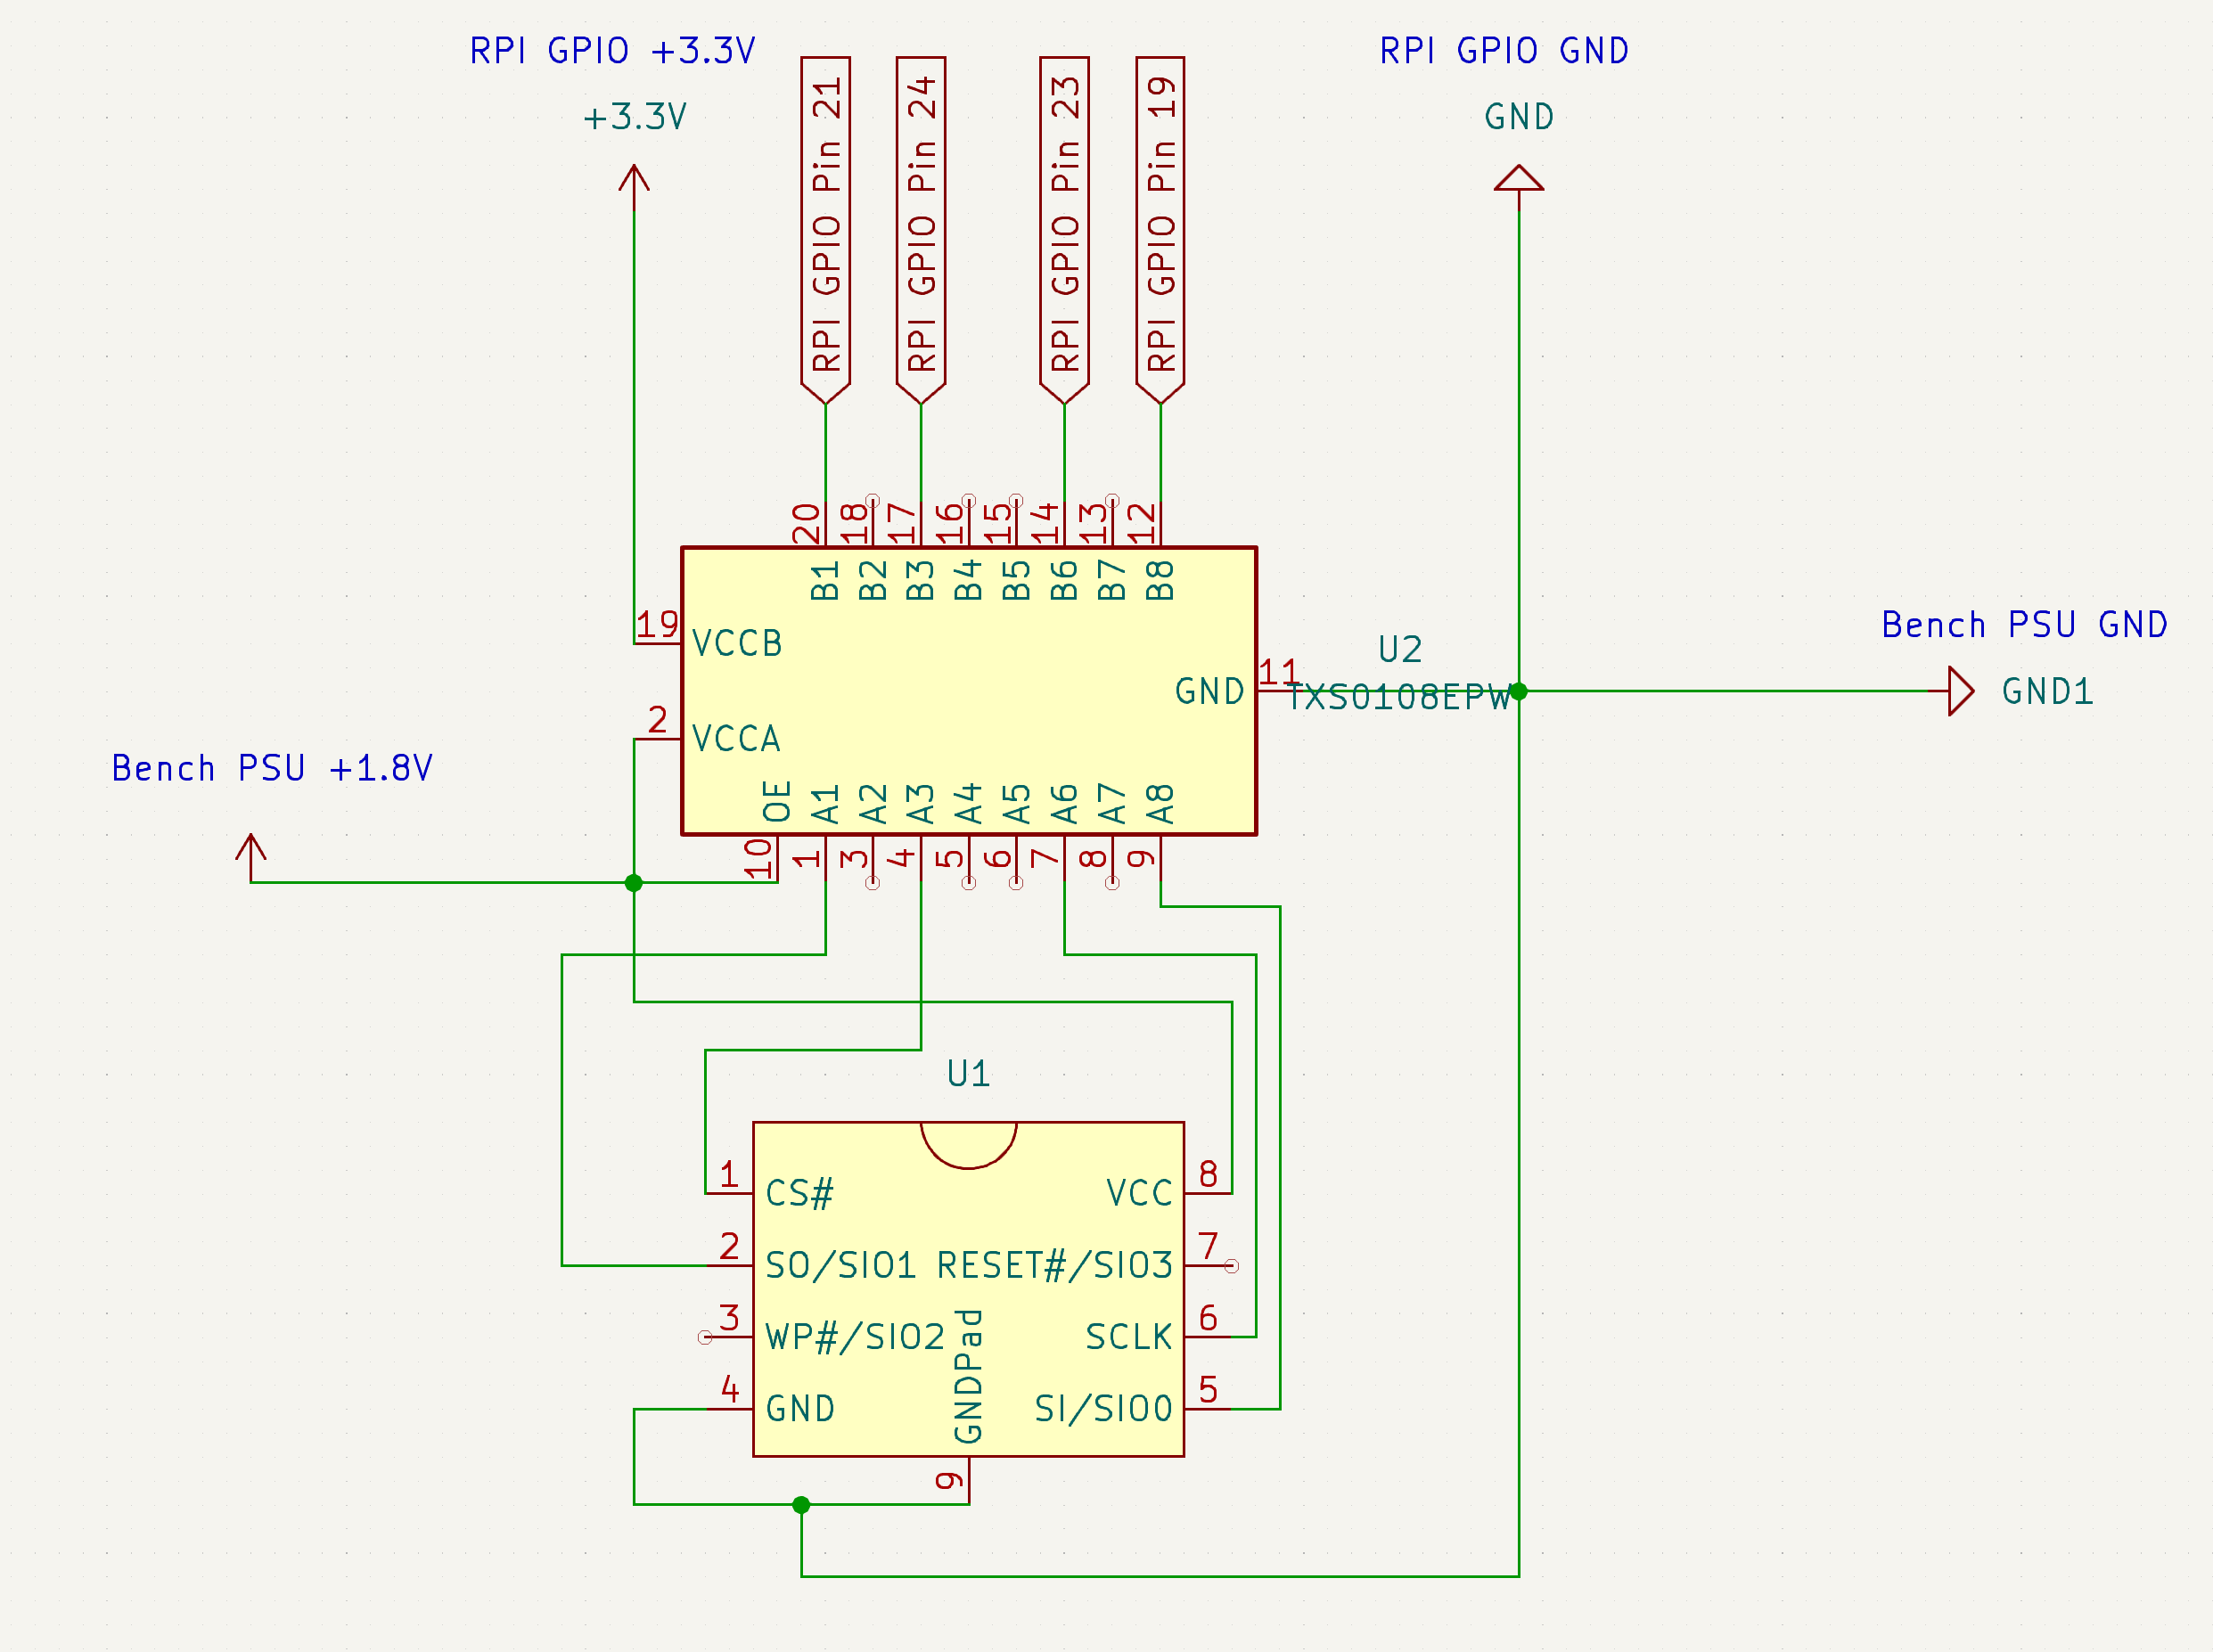 RPI GPIO +3.3V
RPI GPIO GND
+3.3V
GND
RPI GPIO Pin 21
RPI GPIO Pin 24
RPI GPIO Pin 23
RPI GPIO Pin 19
20
18
17
16
15
14
13
12
B1
B2
B3
B4
B5
B6
B7
B8
19
VCCB
U2
11
GND
TXS0108EPW
Bench PSU GND
GND1
2
VCCA
Bench PSU +1.8V
OE
A1
A2
A3
A4
A5
A6
A7
A8
10
1
3
4
5
6
7
8
9
U1
1
CS#
VCC
8
2
SO/SIO1
RESET#/SIO3
7
3
WP#/SIO2
SCLK
6
4
GND
GNDPad
SI/SIO0
5
9